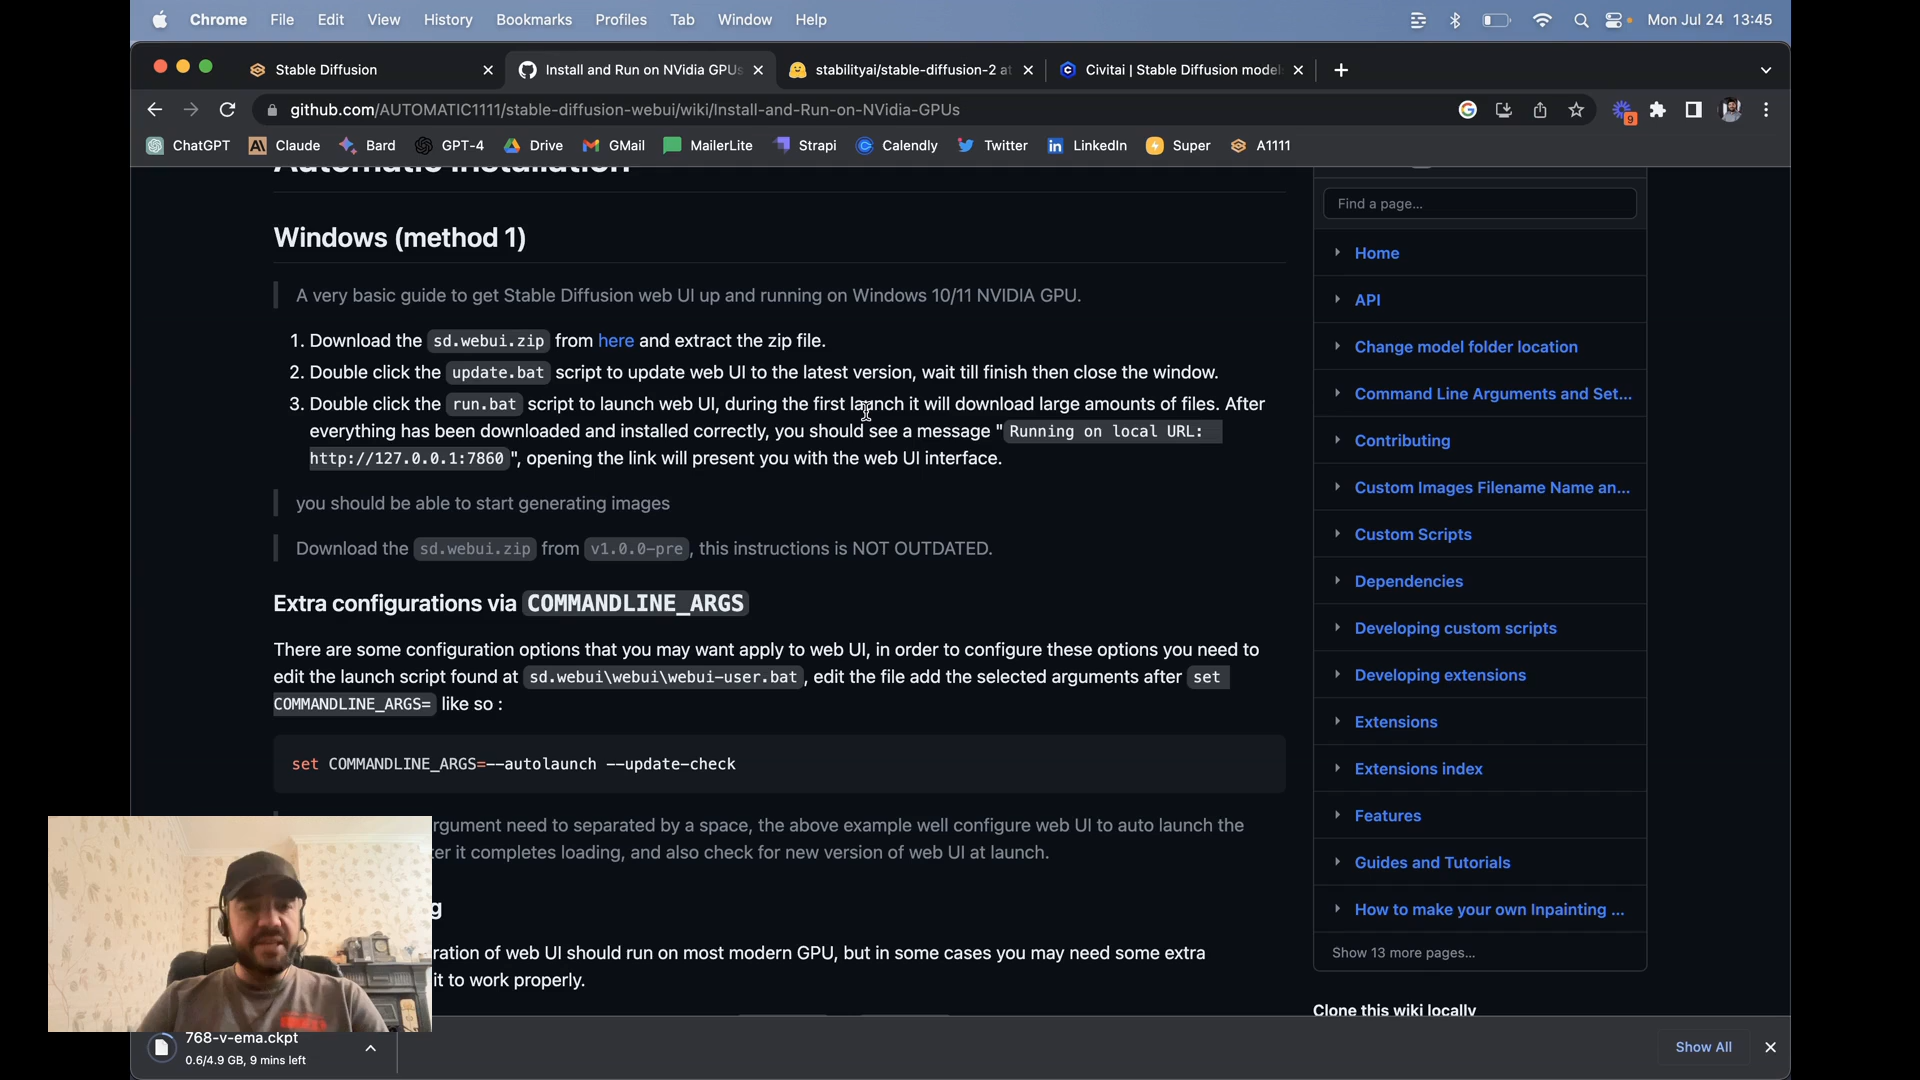 Chrome File Edit View History Bookmarks Profiles Tab Window Help Mon Jul 24 13:45
Stable Diffusion
Install and Run on NVidia GPUs
stabilityai/stable-diffusion-2 at
Civitai | Stable Diffusion models
github.com/AUTOMATIC1111/stable-diffusion-webui/wiki/Install-and-Run-on-NVidia-GPUs
9
ChatGPT Claude Bard GPT-4 Drive GMail MailerLite Strapi Calendly Twitter LinkedIn Super A1111
Automatic Installation
Windows (method 1)
A very basic guide to get Stable Diffusion web UI up and running on Windows 10/11 NVIDIA GPU.
1. Download the sd.webui.zip from here and extract the zip file.
2. Double click the update.bat script to update web UI to the latest version, wait till finish then close the window.
3. Double click the run.bat script to launch web UI, during the first launch it will download large amounts of files. After
everything has been downloaded and installed correctly, you should see a message "Running on local URL:
http://127.0.0.1:7860", opening the link will present you with the web UI interface.
you should be able to start generating images
Download the sd.webui.zip from v1.0.0-pre, this instructions is NOT OUTDATED.
Extra configurations via COMMANDLINE_ARGS
There are some configuration options that you may want apply to web UI, in order to configure these options you need to
edit the launch script found at sd.webui\webui\webui-user.bat, edit the file add the selected arguments after set
COMMANDLINE_ARGS= like so :
set COMMANDLINE_ARGS=--autolaunch --update-check
rgument need to separated by a space, the above example well configure web UI to auto launch the
ter it completes loading, and also check for new version of web UI at launch.
g
ration of web UI should run on most modern GPU, but in some cases you may need some extra
it to work properly.
Find a page...
Home
API
Change model folder location
Command Line Arguments and Set...
Contributing
Custom Images Filename Name an...
Custom Scripts
Dependencies
Developing custom scripts
Developing extensions
Extensions
Extensions index
Features
Guides and Tutorials
How to make your own Inpainting ...
Show 13 more pages...
Clone this wiki locally
768-v-ema.ckpt
0.6/4.9 GB, 9 mins left
Show All